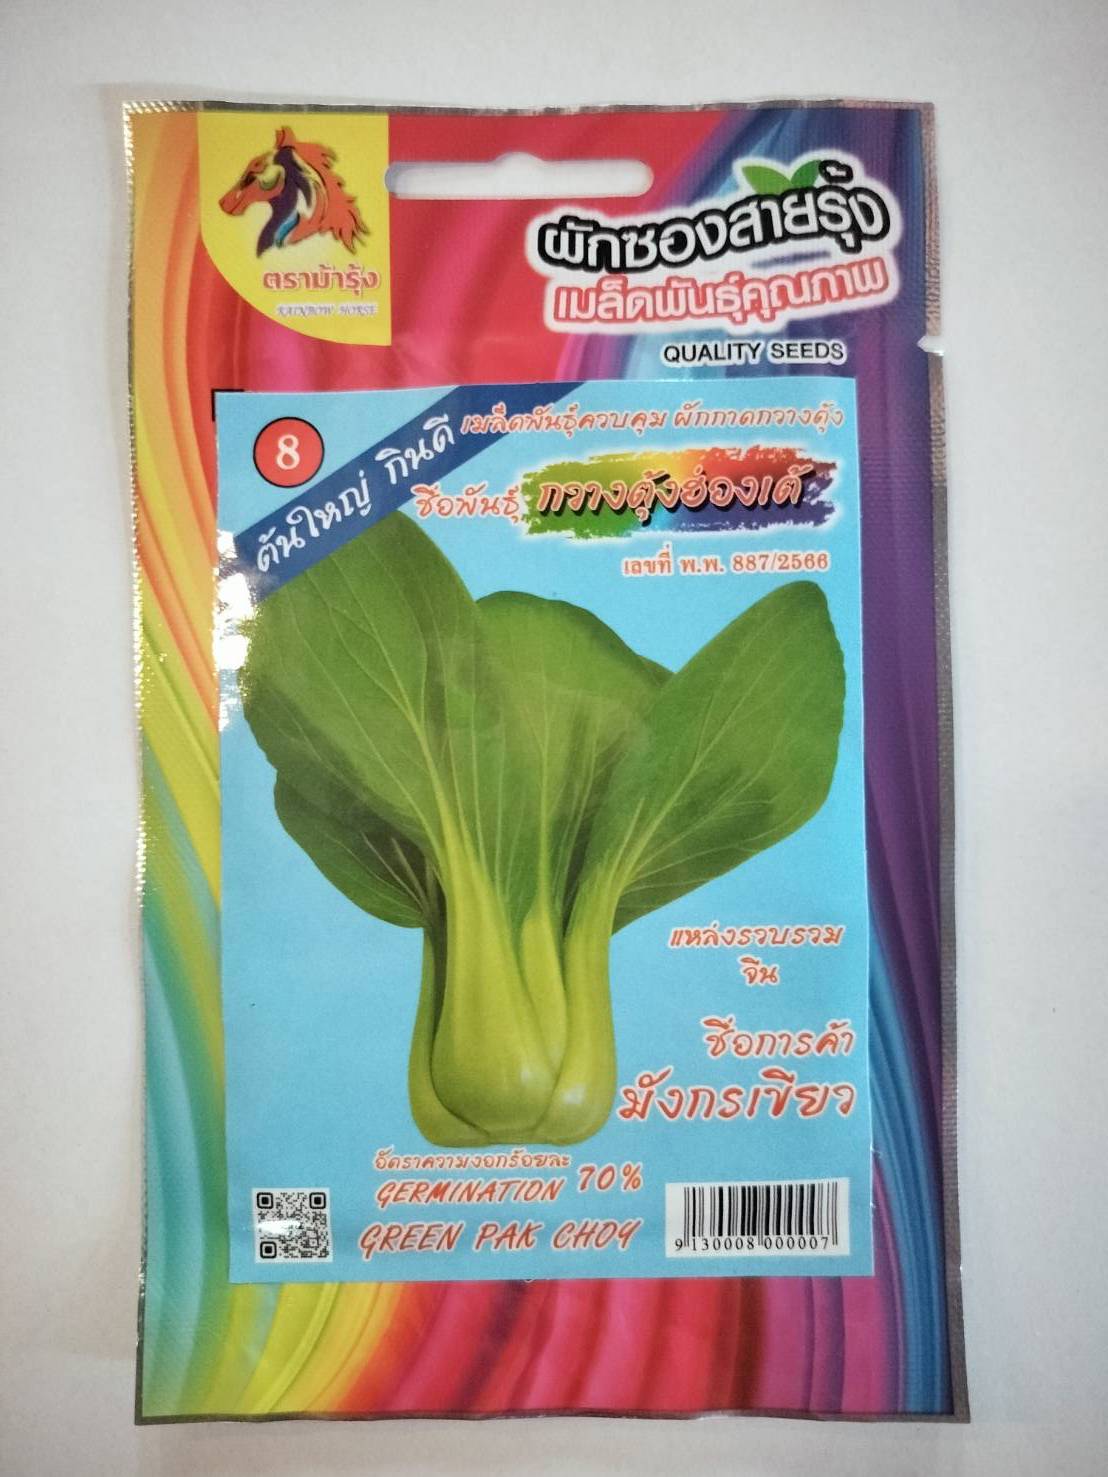 ตราม้ารุ้ง
RAINBOW HORSE
ผักซองสายรุ้ง
เมล็ดพันธุ์คุณภาพ
QUALITY SEEDS
8
ต้นใหญ่ กินดี
เมล็ดพันธุ์ควบคุม ผักกาดกวางตุ้ง
ชื่อพันธุ์ กวางตุ้งฮ่องเต้
เลขที่ พ.พ. 887/2566
แหล่งรวบรวม
จีน
ชื่อการค้า
มังกรเขียว
อัตราความงอกร้อยละ
GERMINATION 70%
GREEN PAK CHOY
9 130008 000007